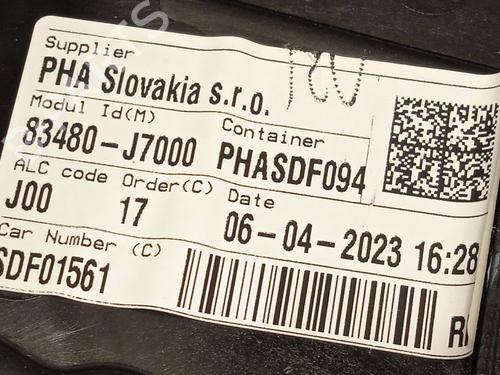 Supplier
PHA Slovakia s.r.o.
Modul Id(M) Container
83480-J7000 PHASDF094
ALC code Order(C) Date
J00 17 06-04-2023 16:28
Car Number (C)
SDF01561